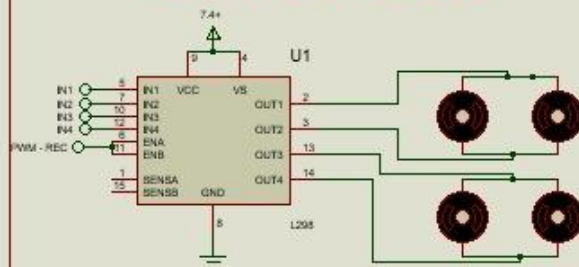 7.4+
U1
9 4
IN1 5 IN1 VCC VS
OUT1 2
IN2 7 IN2
IN3 10 IN3
OUT2 3
IN4 12 IN4
6 ENA
PWM - REC 11 ENB
OUT3 13
1 SENSA
OUT4 14
15 SENSB GND
8
L298